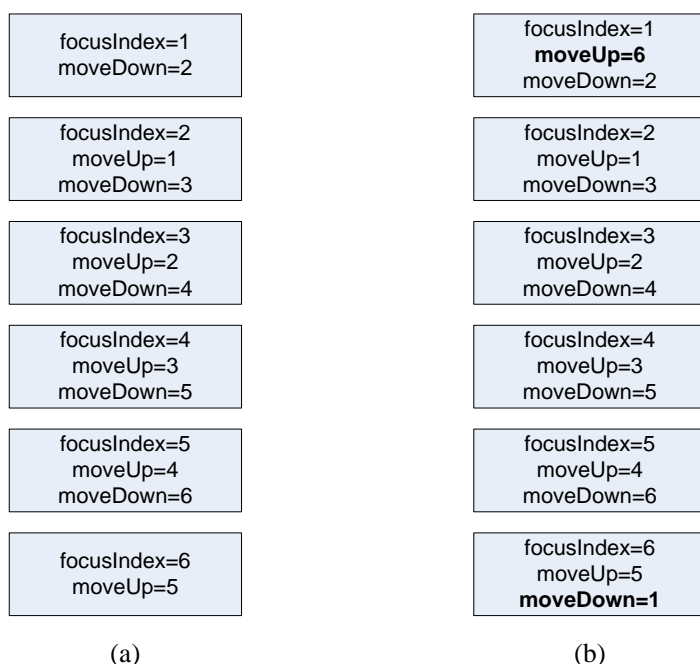 focusIndex=1
moveDown=2
focusIndex=2
moveUp=1
moveDown=3
focusIndex=3
moveUp=2
moveDown=4
focusIndex=4
moveUp=3
moveDown=5
focusIndex=5
moveUp=4
moveDown=6
focusIndex=6
moveUp=5
(a)
focusIndex=1
moveUp=6
moveDown=2
focusIndex=2
moveUp=1
moveDown=3
focusIndex=3
moveUp=2
moveDown=4
focusIndex=4
moveUp=3
moveDown=5
focusIndex=5
moveUp=4
moveDown=6
focusIndex=6
moveUp=5
moveDown=1
(b)